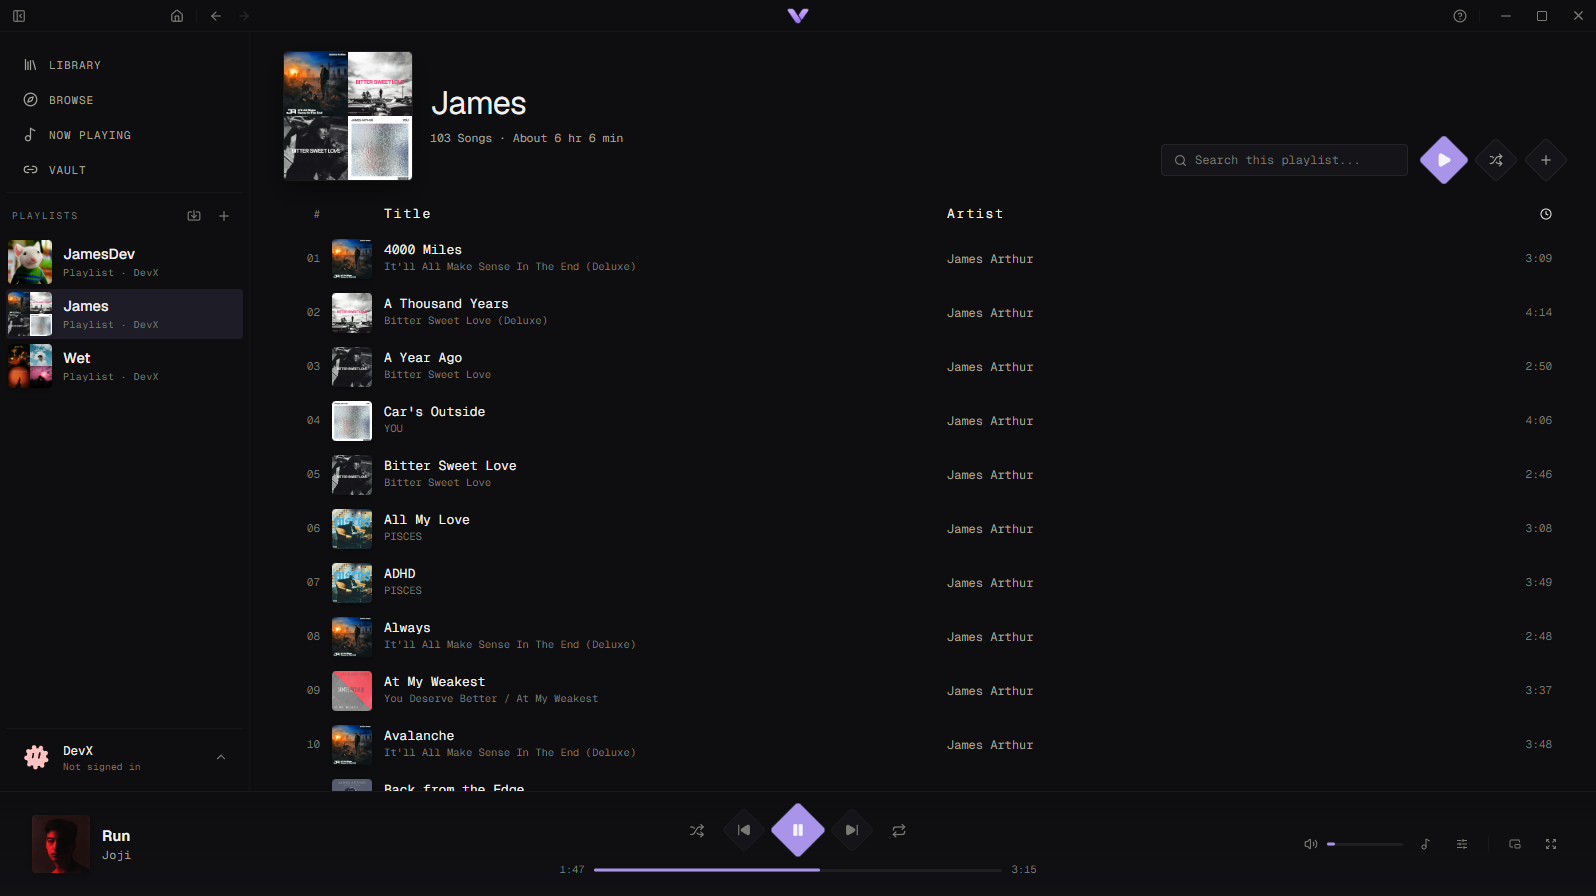 LIBRARY
BROWSE
NOW PLAYING
VAULT
PLAYLISTS
JamesDev
Playlist · DevX
James
Playlist · DevX
Wet
Playlist · DevX
DevX
Not signed in
BITTER SWEET LOVE
BITTER SWEET LOVE
James
103 Songs · About 6 hr 6 min
Search this playlist...
# Title Artist
01 4000 Miles James Arthur 3:09
It'll All Make Sense In The End (Deluxe)
02 A Thousand Years James Arthur 4:14
Bitter Sweet Love (Deluxe)
03 A Year Ago James Arthur 2:50
Bitter Sweet Love
04 Car's Outside James Arthur 4:06
YOU
05 Bitter Sweet Love James Arthur 2:46
Bitter Sweet Love
06 All My Love James Arthur 3:08
PISCES
07 ADHD James Arthur 3:49
PISCES
08 Always James Arthur 2:48
It'll All Make Sense In The End (Deluxe)
09 At My Weakest James Arthur 3:37
You Deserve Better / At My Weakest
10 Avalanche James Arthur 3:48
It'll All Make Sense In The End (Deluxe)
Back from the Edge
Run
Joji
1:47 3:15